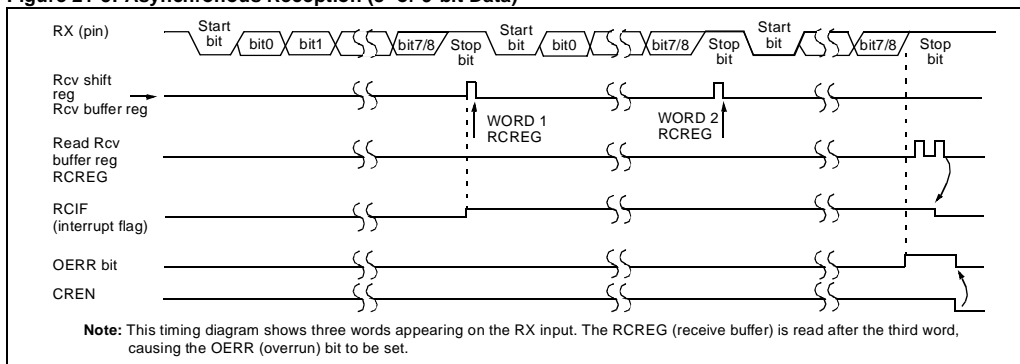 Figure 21-6: Asynchronous Reception (8- or 9-bit Data)
RX (pin)
Start bit
bit0
bit1
bit7/8
Stop bit
Start bit
bit0
bit7/8
Stop bit
Start bit
bit7/8
Stop bit
Rcv shift
reg
Rcv buffer reg
WORD 1
RCREG
WORD 2
RCREG
Read Rcv
buffer reg
RCREG
RCIF
(interrupt flag)
OERR bit
CREN
Note: This timing diagram shows three words appearing on the RX input. The RCREG (receive buffer) is read after the third word,
causing the OERR (overrun) bit to be set.